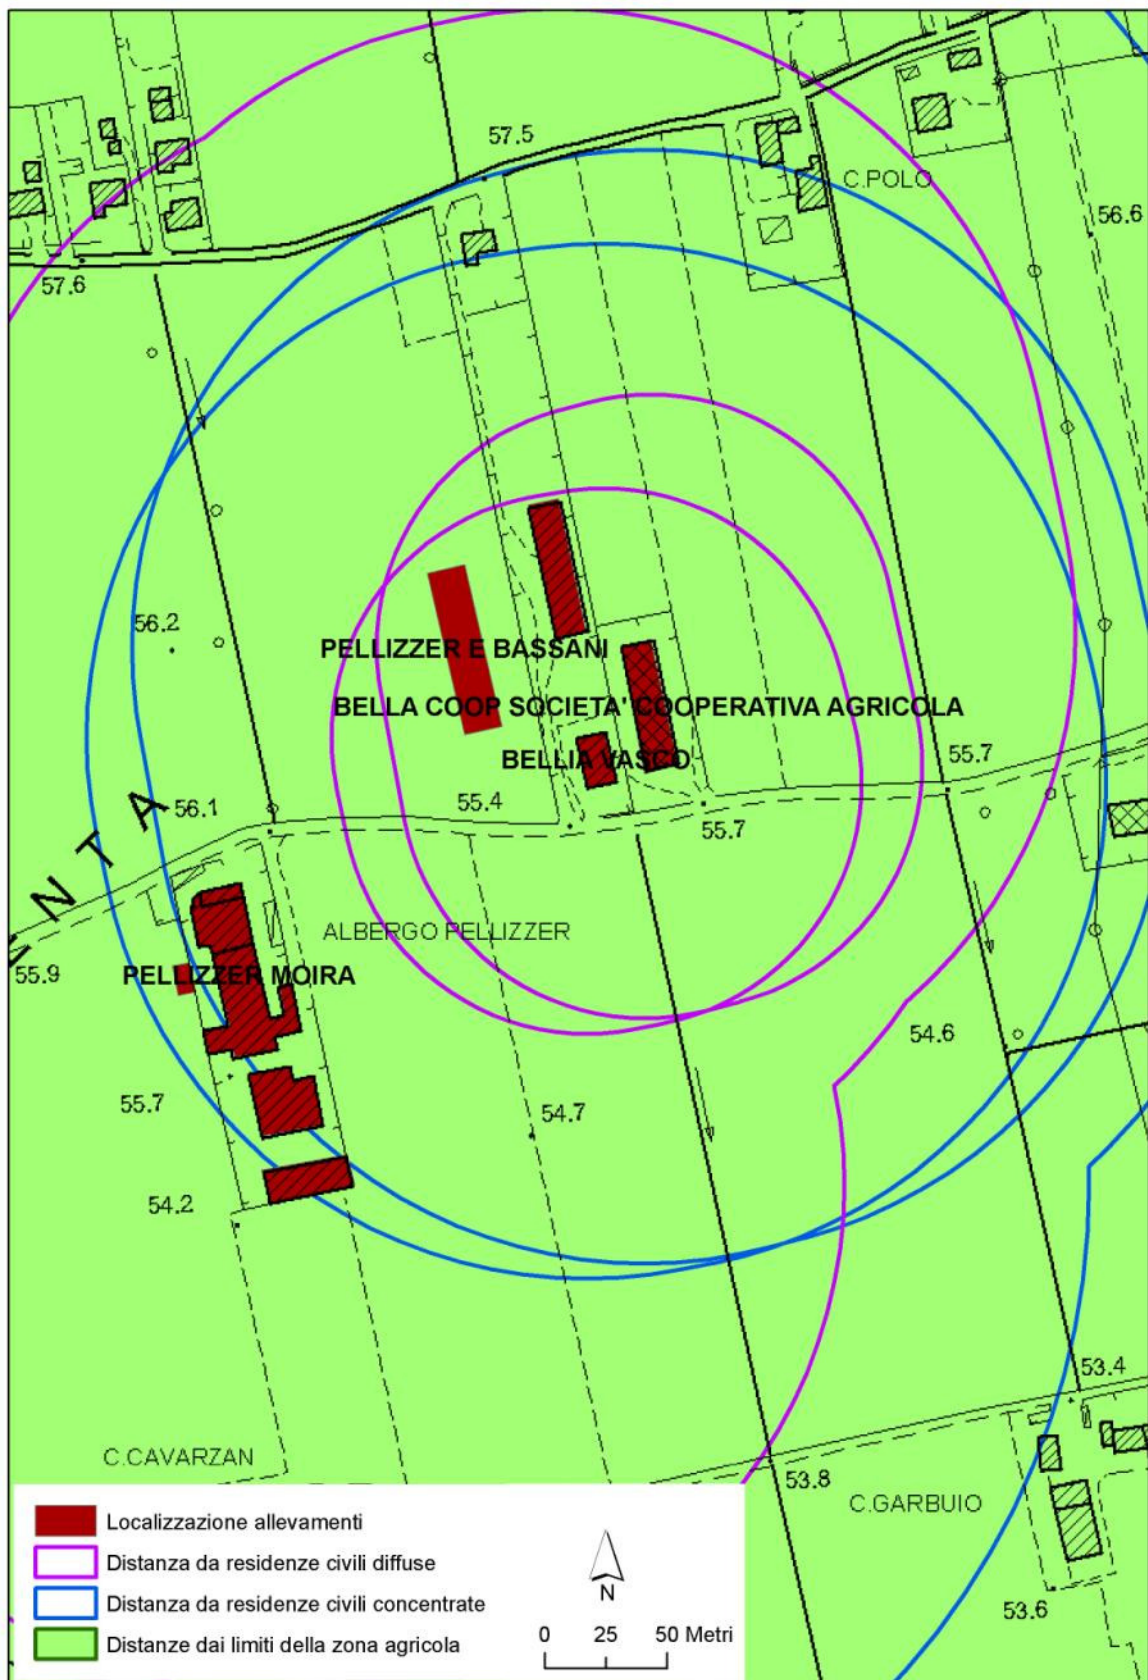 57.5
C.POLO
56.6
57.6
56.2
PELLIZZER E BASSANI
BELLA COOP SOCIETA' COOPERATIVA AGRICOLA
BELLIA VASCO
55.7
56.1
55.4
55.7
N T A
ALBERGO PELLIZZER
55.9
PELLIZZER MOIRA
54.6
55.7
54.7
54.2
53.4
C.CAVARZAN
53.8
C.GARBUIO
53.6
Localizzazione allevamenti
Distanza da residenze civili diffuse
Distanza da residenze civili concentrate
Distanze dai limiti della zona agricola
N
0 25 50 Metri